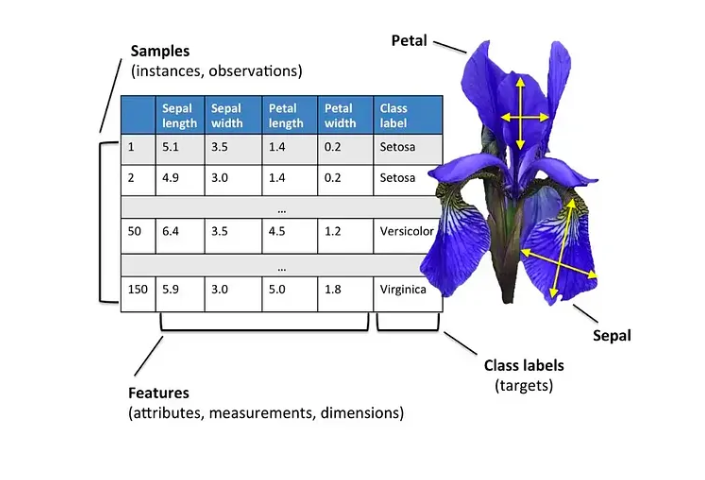 Petal
Samples
(instances, observations)
Sepal length Sepal width Petal length Petal width Class label
1 5.1 3.5 1.4 0.2 Setosa
2 4.9 3.0 1.4 0.2 Setosa
...
50 6.4 3.5 4.5 1.2 Versicolor
...
150 5.9 3.0 5.0 1.8 Virginica
Sepal
Class labels
(targets)
Features
(attributes, measurements, dimensions)